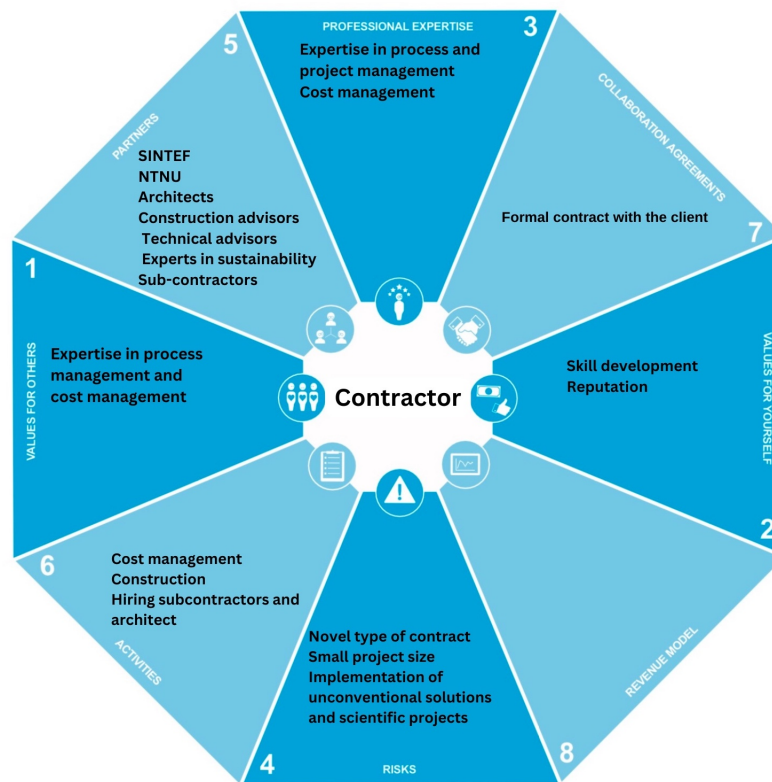 5
PROFESSIONAL EXPERTISE
3
Expertise in process and
project management
Cost management
PARTNERS
SINTEF
NTNU
Architects
Construction advisors
Technical advisors
Experts in sustainability
Sub-contractors
COLLABORATION AGREEMENTS
Formal contract with the client
7
1
VALUES FOR OTHERS
Expertise in process
management and
cost management
Contractor
Skill development
Reputation
VALUES FOR YOURSELF
2
6
ACTIVITIES
Cost management
Construction
Hiring subcontractors and
architect
Novel type of contract
Small project size
Implementation of
unconventional solutions
and scientific projects
4
RISKS
REVENUE MODEL
8